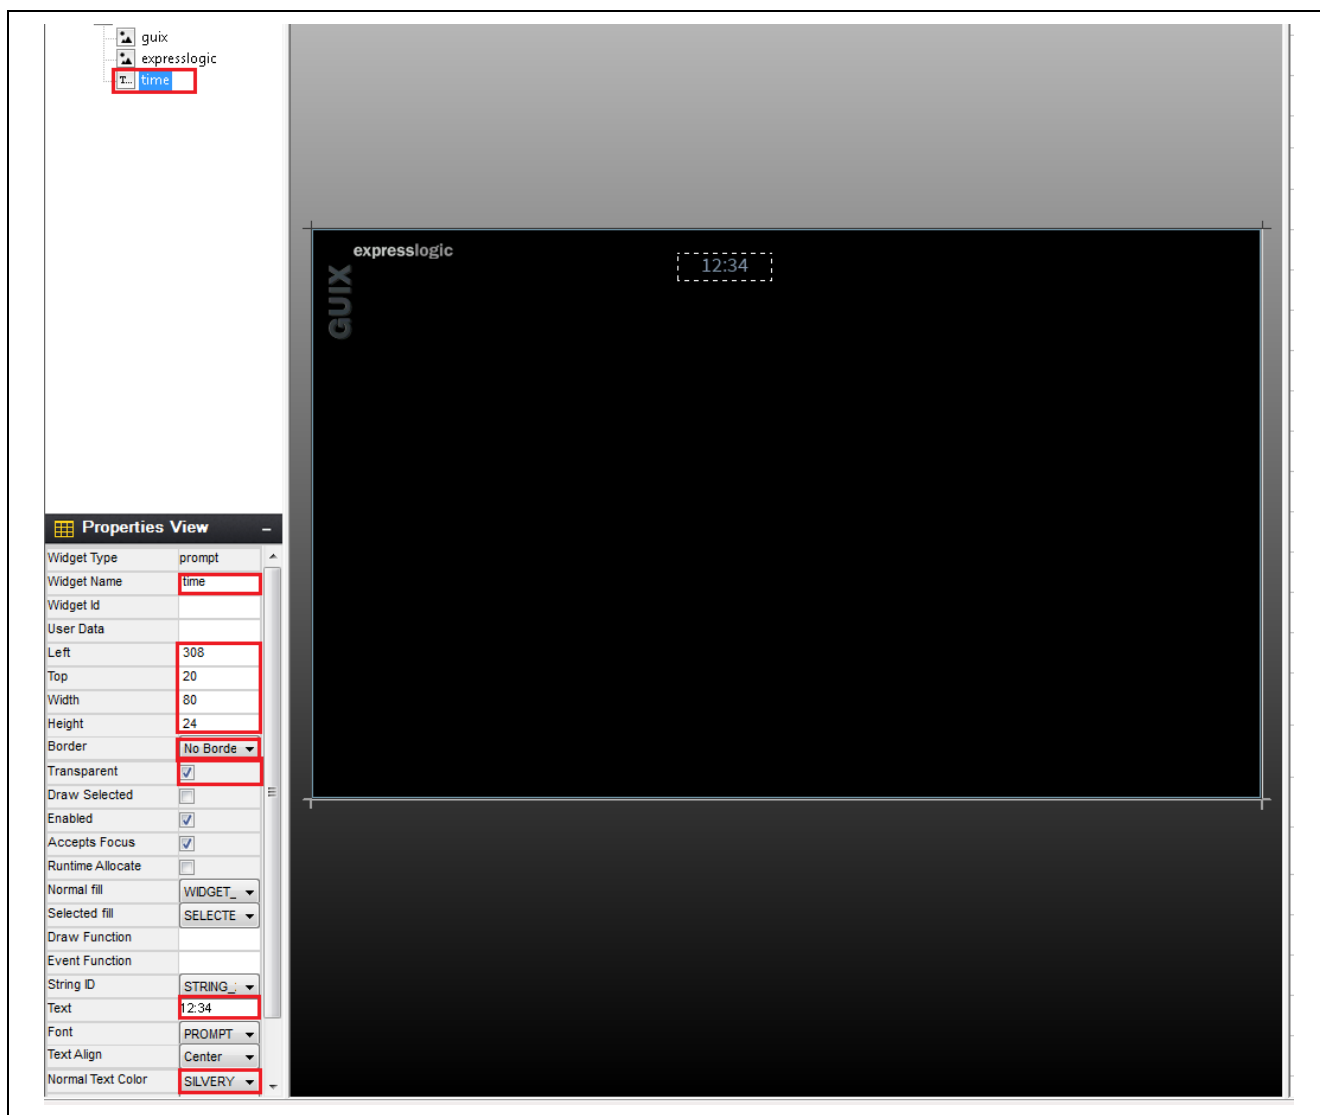 guix
expresslogic
T... time
expresslogic
12:34
GUIX
Properties View
Widget Type prompt
Widget Name time
Widget Id
User Data
Left 308
Top 20
Width 80
Height 24
Border No Borde
Transparent
Draw Selected
Enabled
Accepts Focus
Runtime Allocate
Normal fill WIDGET_
Selected fill SELECTE
Draw Function
Event Function
String ID STRING_:
Text 12:34
Font PROMPT
Text Align Center
Normal Text Color SILVERY